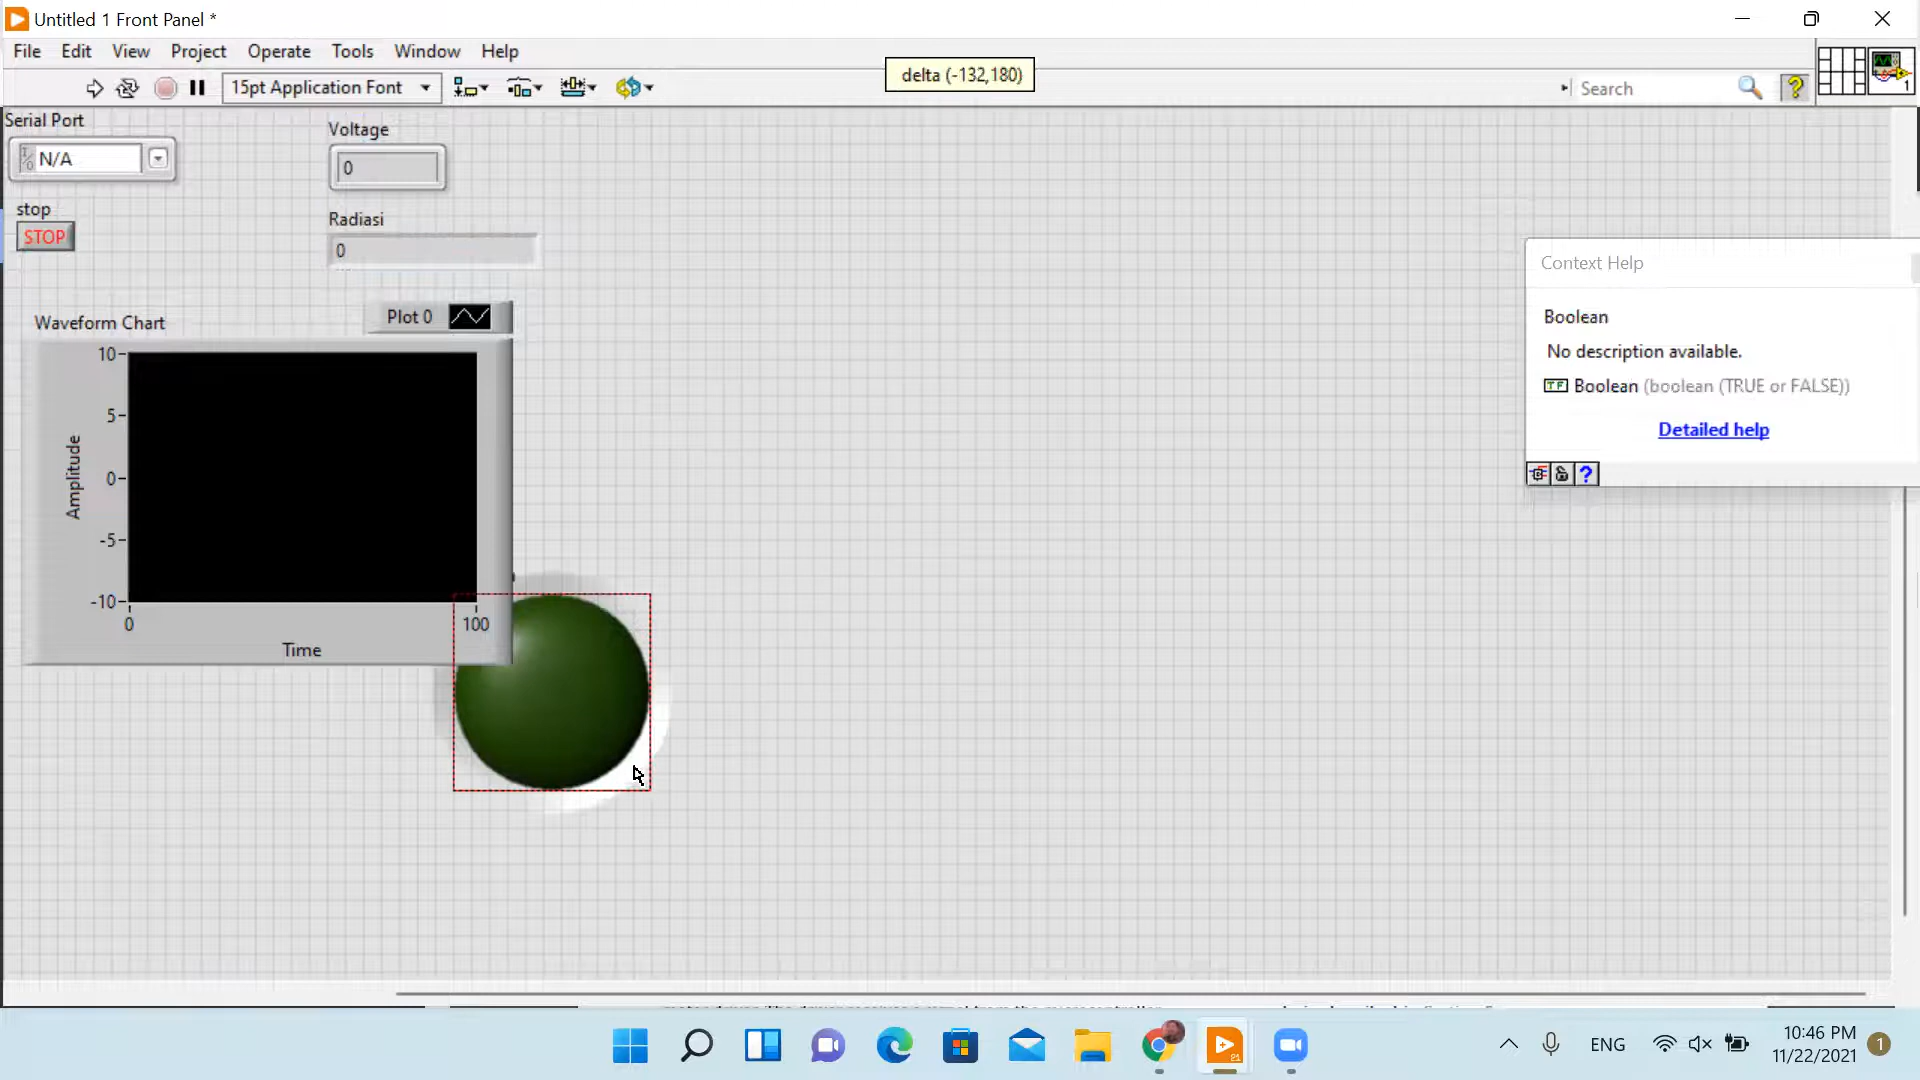 Untitled 1 Front Panel *
File Edit View Project Operate Tools Window Help
15pt Application Font
delta (-132,180)
Search
1
Serial Port
N/A
Voltage
0
stop
STOP
Radiasi
0
Context Help
Boolean
No description available.
TF Boolean (boolean (TRUE or FALSE))
Detailed help
?
Waveform Chart
Plot 0
10
5
0
-5
-10
Amplitude
0
100
Time
ENG
10:46 PM
11/22/2021
1